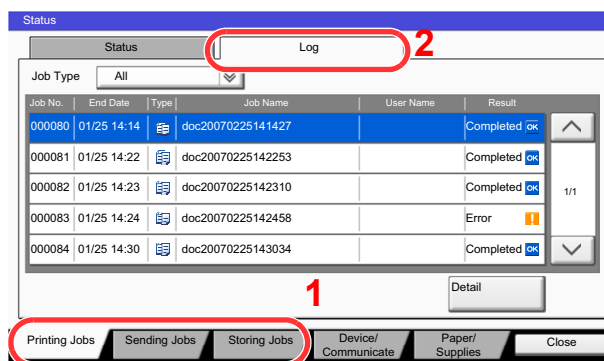 Status
Status
Log
2
Job Type
All
Job No. End Date Type Job Name User Name Result
000080 01/25 14:14 doc20070225141427 Completed OK
000081 01/25 14:22 doc20070225142253 Completed OK
000082 01/25 14:23 doc20070225142310 Completed OK
1/1
000083 01/25 14:24 doc20070225142458 Error !
000084 01/25 14:30 doc20070225143034 Completed OK
1
Detail
Printing Jobs
Sending Jobs
Storing Jobs
Device/
Communicate
Paper/
Supplies
Close